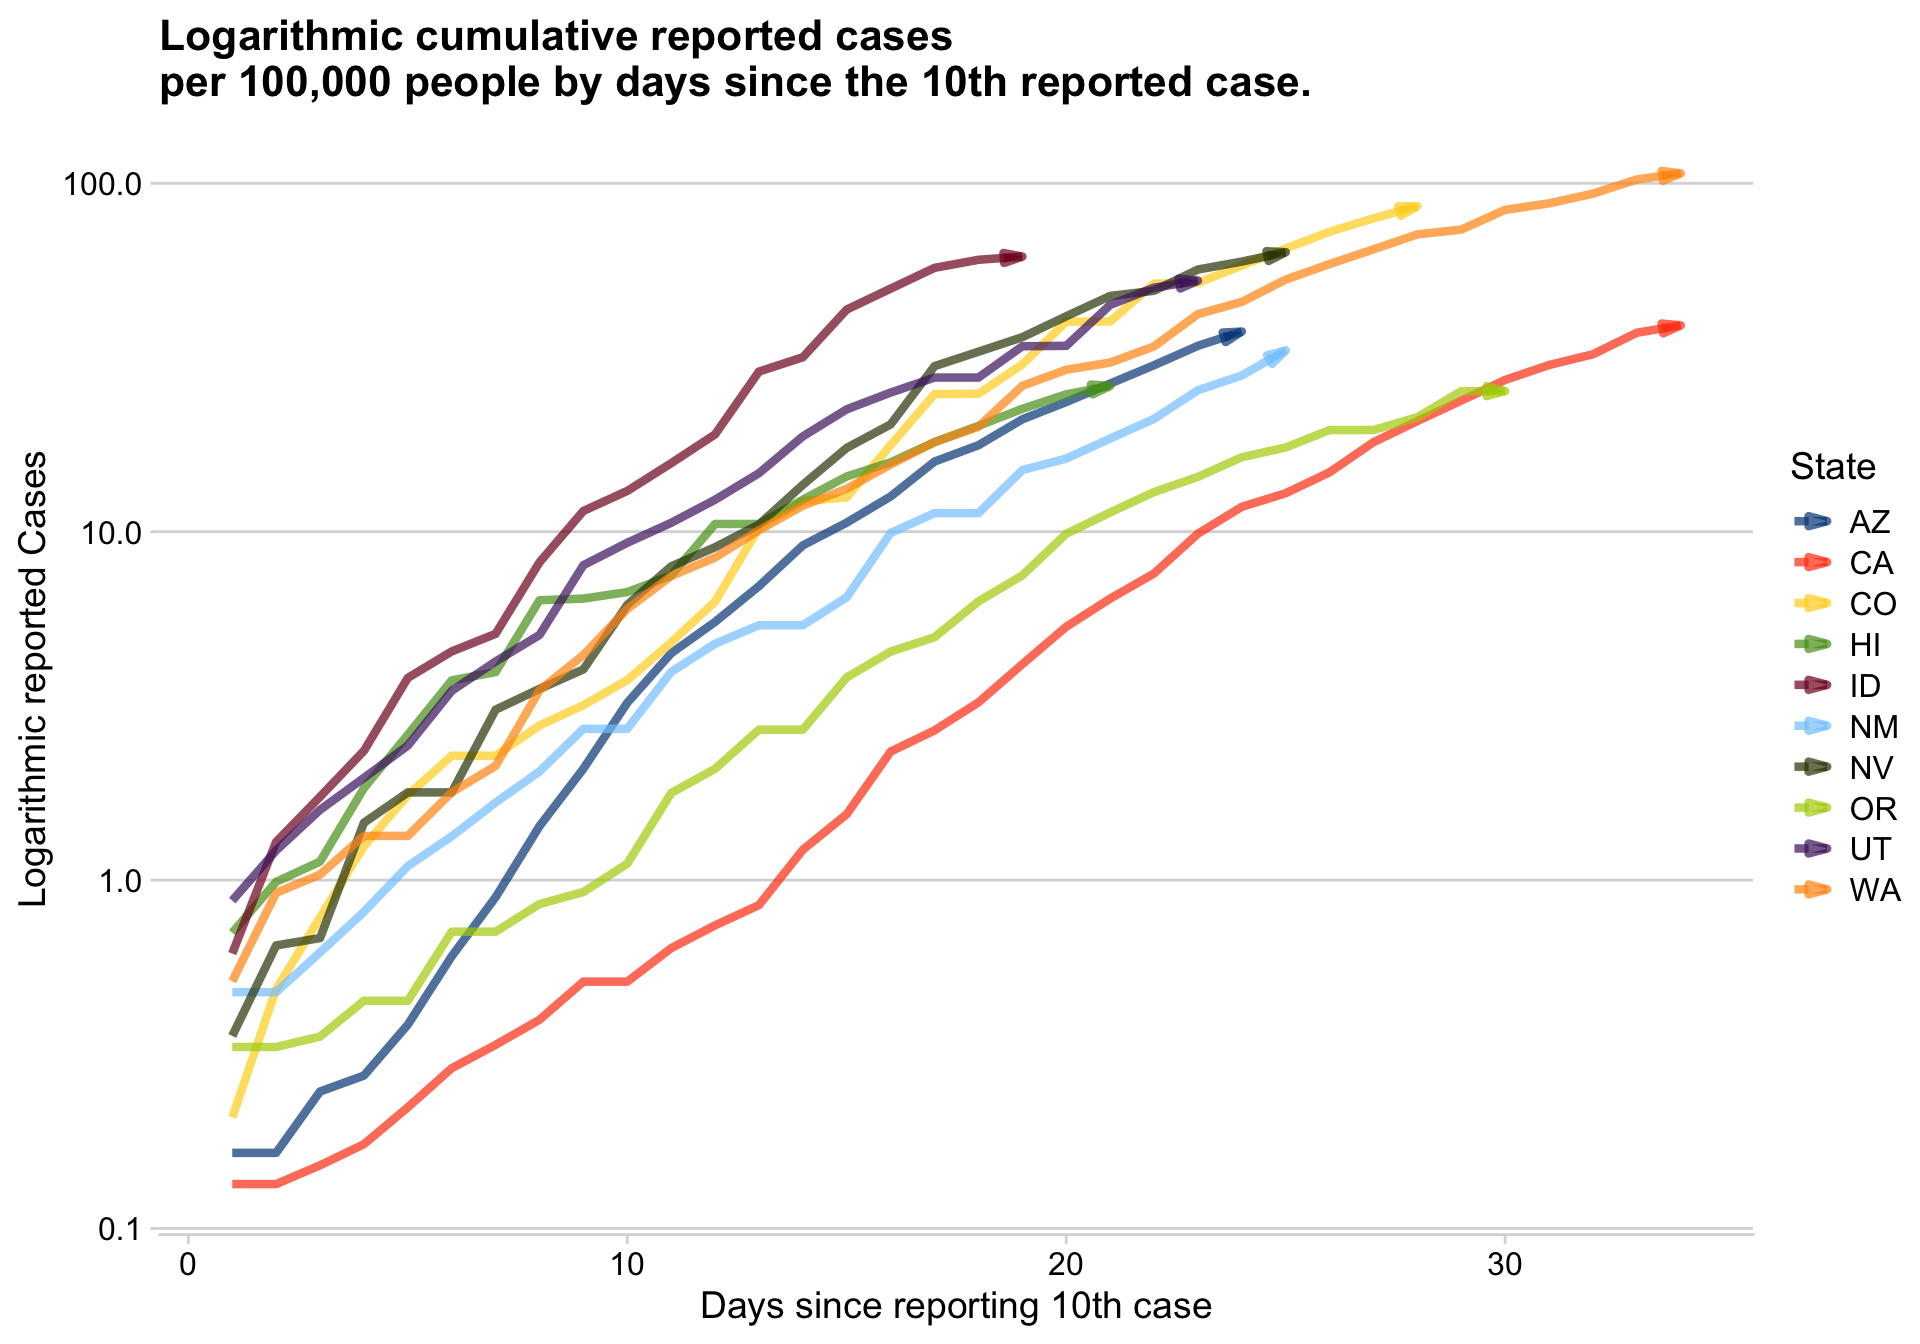 Logarithmic cumulative reported cases
per 100,000 people by days since the 10th reported case.
Logarithmic reported Cases
100.0
10.0
1.0
0.1
0
10
20
30
Days since reporting 10th case
State
AZ
CA
CO
HI
ID
NM
NV
OR
UT
WA